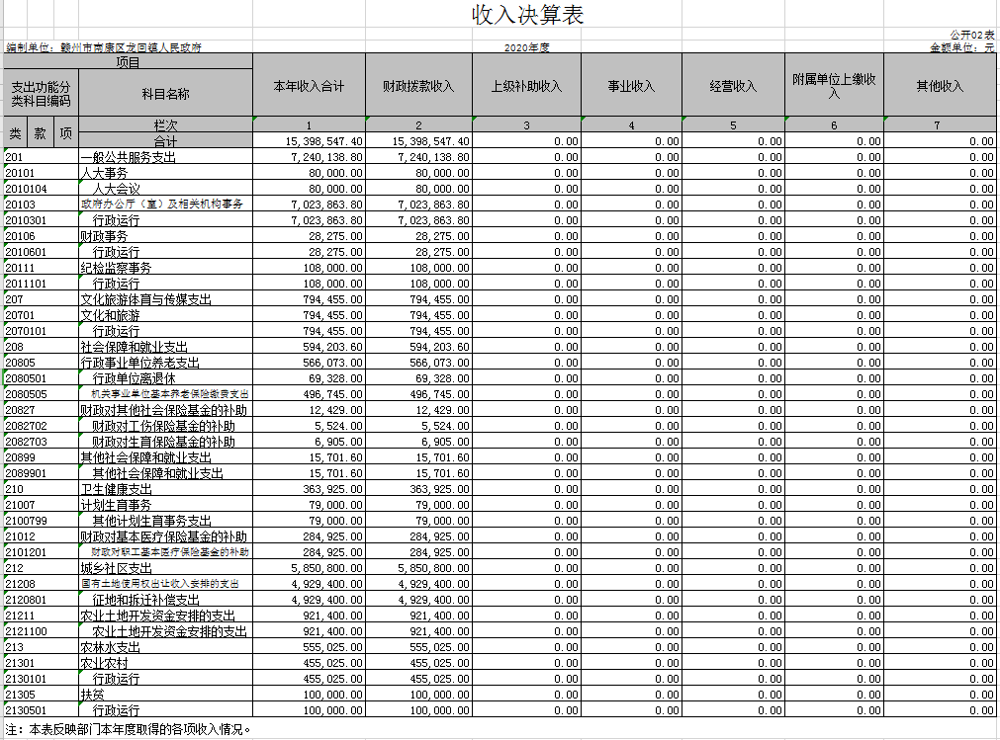 收入决算表
公开02表
编制单位：赣州市南康区龙回镇人民政府 2020年度 金额单位：元
项目 本年收入合计 财政拨款收入 上级补助收入 事业收入 经营收入 附属单位上缴收入 其他收入
支出功能分类科目编码 科目名称
类 款 项 栏次 1 2 3 4 5 6 7
合计 15,398,547.40 15,398,547.40 0.00 0.00 0.00 0.00 0.00
201 一般公共服务支出 7,240,138.80 7,240,138.80 0.00 0.00 0.00 0.00 0.00
20101 人大事务 80,000.00 80,000.00 0.00 0.00 0.00 0.00 0.00
2010104 人大会议 80,000.00 80,000.00 0.00 0.00 0.00 0.00 0.00
20103 政府办公厅（室）及相关机构事务 7,023,863.80 7,023,863.80 0.00 0.00 0.00 0.00 0.00
2010301 行政运行 7,023,863.80 7,023,863.80 0.00 0.00 0.00 0.00 0.00
20106 财政事务 28,275.00 28,275.00 0.00 0.00 0.00 0.00 0.00
2010601 行政运行 28,275.00 28,275.00 0.00 0.00 0.00 0.00 0.00
20111 纪检监察事务 108,000.00 108,000.00 0.00 0.00 0.00 0.00 0.00
2011101 行政运行 108,000.00 108,000.00 0.00 0.00 0.00 0.00 0.00
207 文化旅游体育与传媒支出 794,455.00 794,455.00 0.00 0.00 0.00 0.00 0.00
20701 文化和旅游 794,455.00 794,455.00 0.00 0.00 0.00 0.00 0.00
2070101 行政运行 794,455.00 794,455.00 0.00 0.00 0.00 0.00 0.00
208 社会保障和就业支出 594,203.60 594,203.60 0.00 0.00 0.00 0.00 0.00
20805 行政事业单位养老支出 566,073.00 566,073.00 0.00 0.00 0.00 0.00 0.00
2080501 行政单位离退休 69,328.00 69,328.00 0.00 0.00 0.00 0.00 0.00
2080505 机关事业单位基本养老保险缴费支出 496,745.00 496,745.00 0.00 0.00 0.00 0.00 0.00
20827 财政对其他社会保险基金的补助 12,429.00 12,429.00 0.00 0.00 0.00 0.00 0.00
2082702 财政对工伤保险基金的补助 5,524.00 5,524.00 0.00 0.00 0.00 0.00 0.00
2082703 财政对生育保险基金的补助 6,905.00 6,905.00 0.00 0.00 0.00 0.00 0.00
20899 其他社会保障和就业支出 15,701.60 15,701.60 0.00 0.00 0.00 0.00 0.00
2089901 其他社会保障和就业支出 15,701.60 15,701.60 0.00 0.00 0.00 0.00 0.00
210 卫生健康支出 363,925.00 363,925.00 0.00 0.00 0.00 0.00 0.00
21007 计划生育事务 79,000.00 79,000.00 0.00 0.00 0.00 0.00 0.00
2100799 其他计划生育事务支出 79,000.00 79,000.00 0.00 0.00 0.00 0.00 0.00
21012 财政对基本医疗保险基金的补助 284,925.00 284,925.00 0.00 0.00 0.00 0.00 0.00
2101201 财政对职工基本医疗保险基金的补助 284,925.00 284,925.00 0.00 0.00 0.00 0.00 0.00
212 城乡社区支出 5,850,800.00 5,850,800.00 0.00 0.00 0.00 0.00 0.00
21208 国有土地使用权出让收入安排的支出 4,929,400.00 4,929,400.00 0.00 0.00 0.00 0.00 0.00
2120801 征地和拆迁补偿支出 4,929,400.00 4,929,400.00 0.00 0.00 0.00 0.00 0.00
21211 农业土地开发资金安排的支出 921,400.00 921,400.00 0.00 0.00 0.00 0.00 0.00
2121100 农业土地开发资金安排的支出 921,400.00 921,400.00 0.00 0.00 0.00 0.00 0.00
213 农林水支出 555,025.00 555,025.00 0.00 0.00 0.00 0.00 0.00
21301 农业农村 455,025.00 455,025.00 0.00 0.00 0.00 0.00 0.00
2130101 行政运行 455,025.00 455,025.00 0.00 0.00 0.00 0.00 0.00
21305 扶贫 100,000.00 100,000.00 0.00 0.00 0.00 0.00 0.00
2130501 行政运行 100,000.00 100,000.00 0.00 0.00 0.00 0.00 0.00
注：本表反映部门本年度取得的各项收入情况。